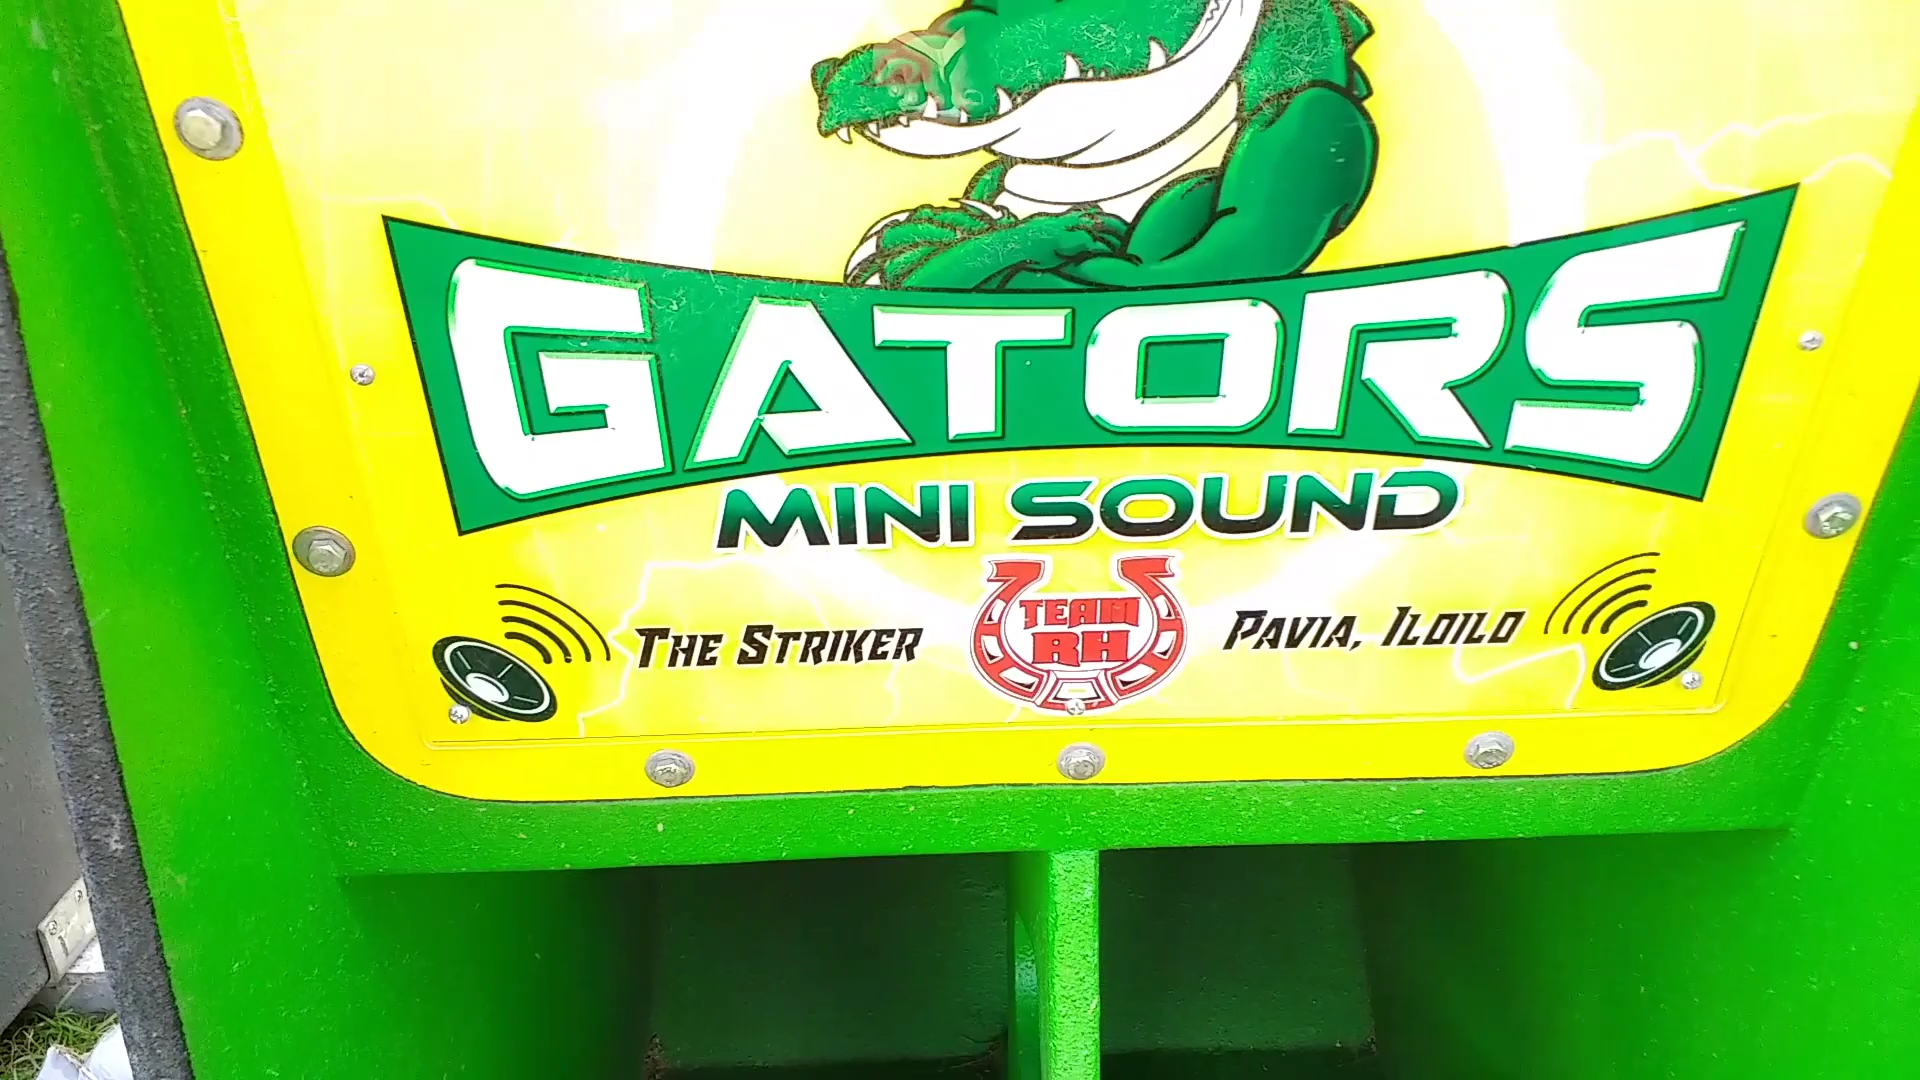 GATORS
MINI SOUND
THE STRIKER
TEAM
RH
PAVIA, ILOILO